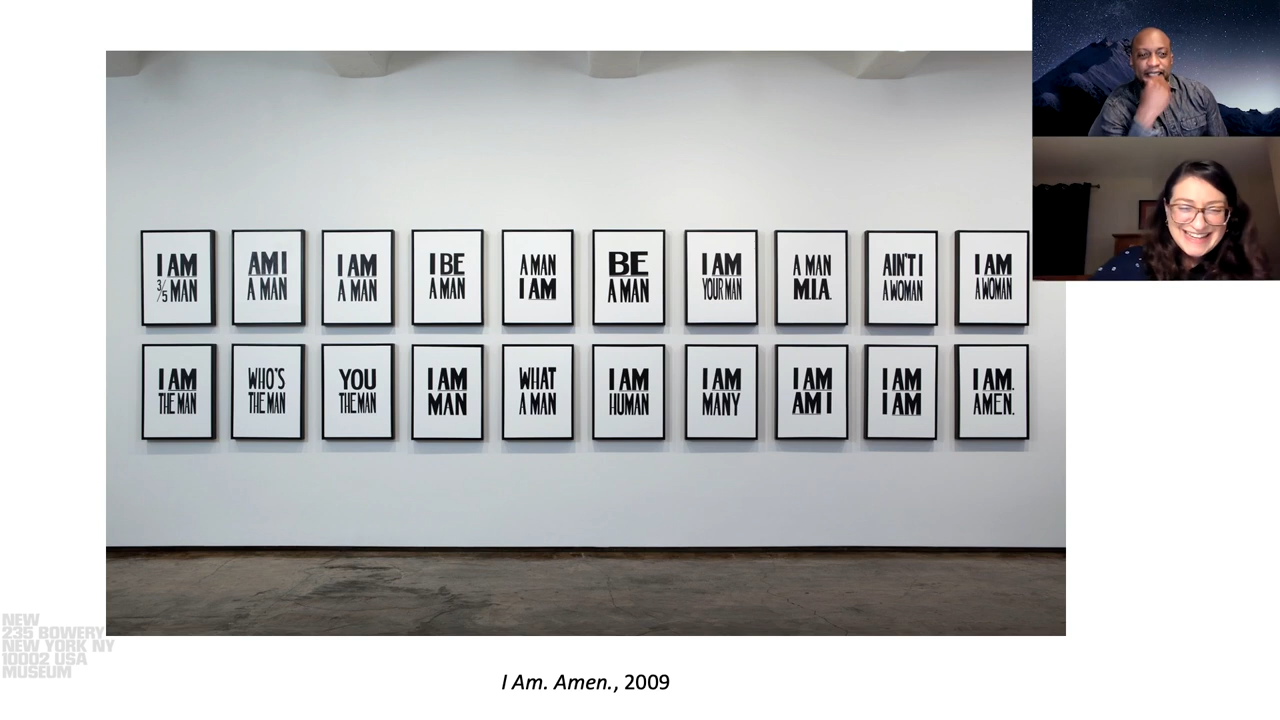 I AM
3/5 MAN
AM I
A MAN
I AM
A MAN
I BE
A MAN
A MAN
I AM
BE
A MAN
I AM
YOUR MAN
A MAN
M.I.A.
AIN'T I
A WOMAN
I AM
A WOMAN
I AM
THE MAN
WHO'S
THE MAN
YOU
THE MAN
I AM
MAN
WHAT
A MAN
I AM
HUMAN
I AM
MANY
I AM
AM I
I AM
I AM
I AM.
AMEN.
NEW
235 BOWERY
NEW YORK NY
10002 USA
MUSEUM
I Am. Amen., 2009